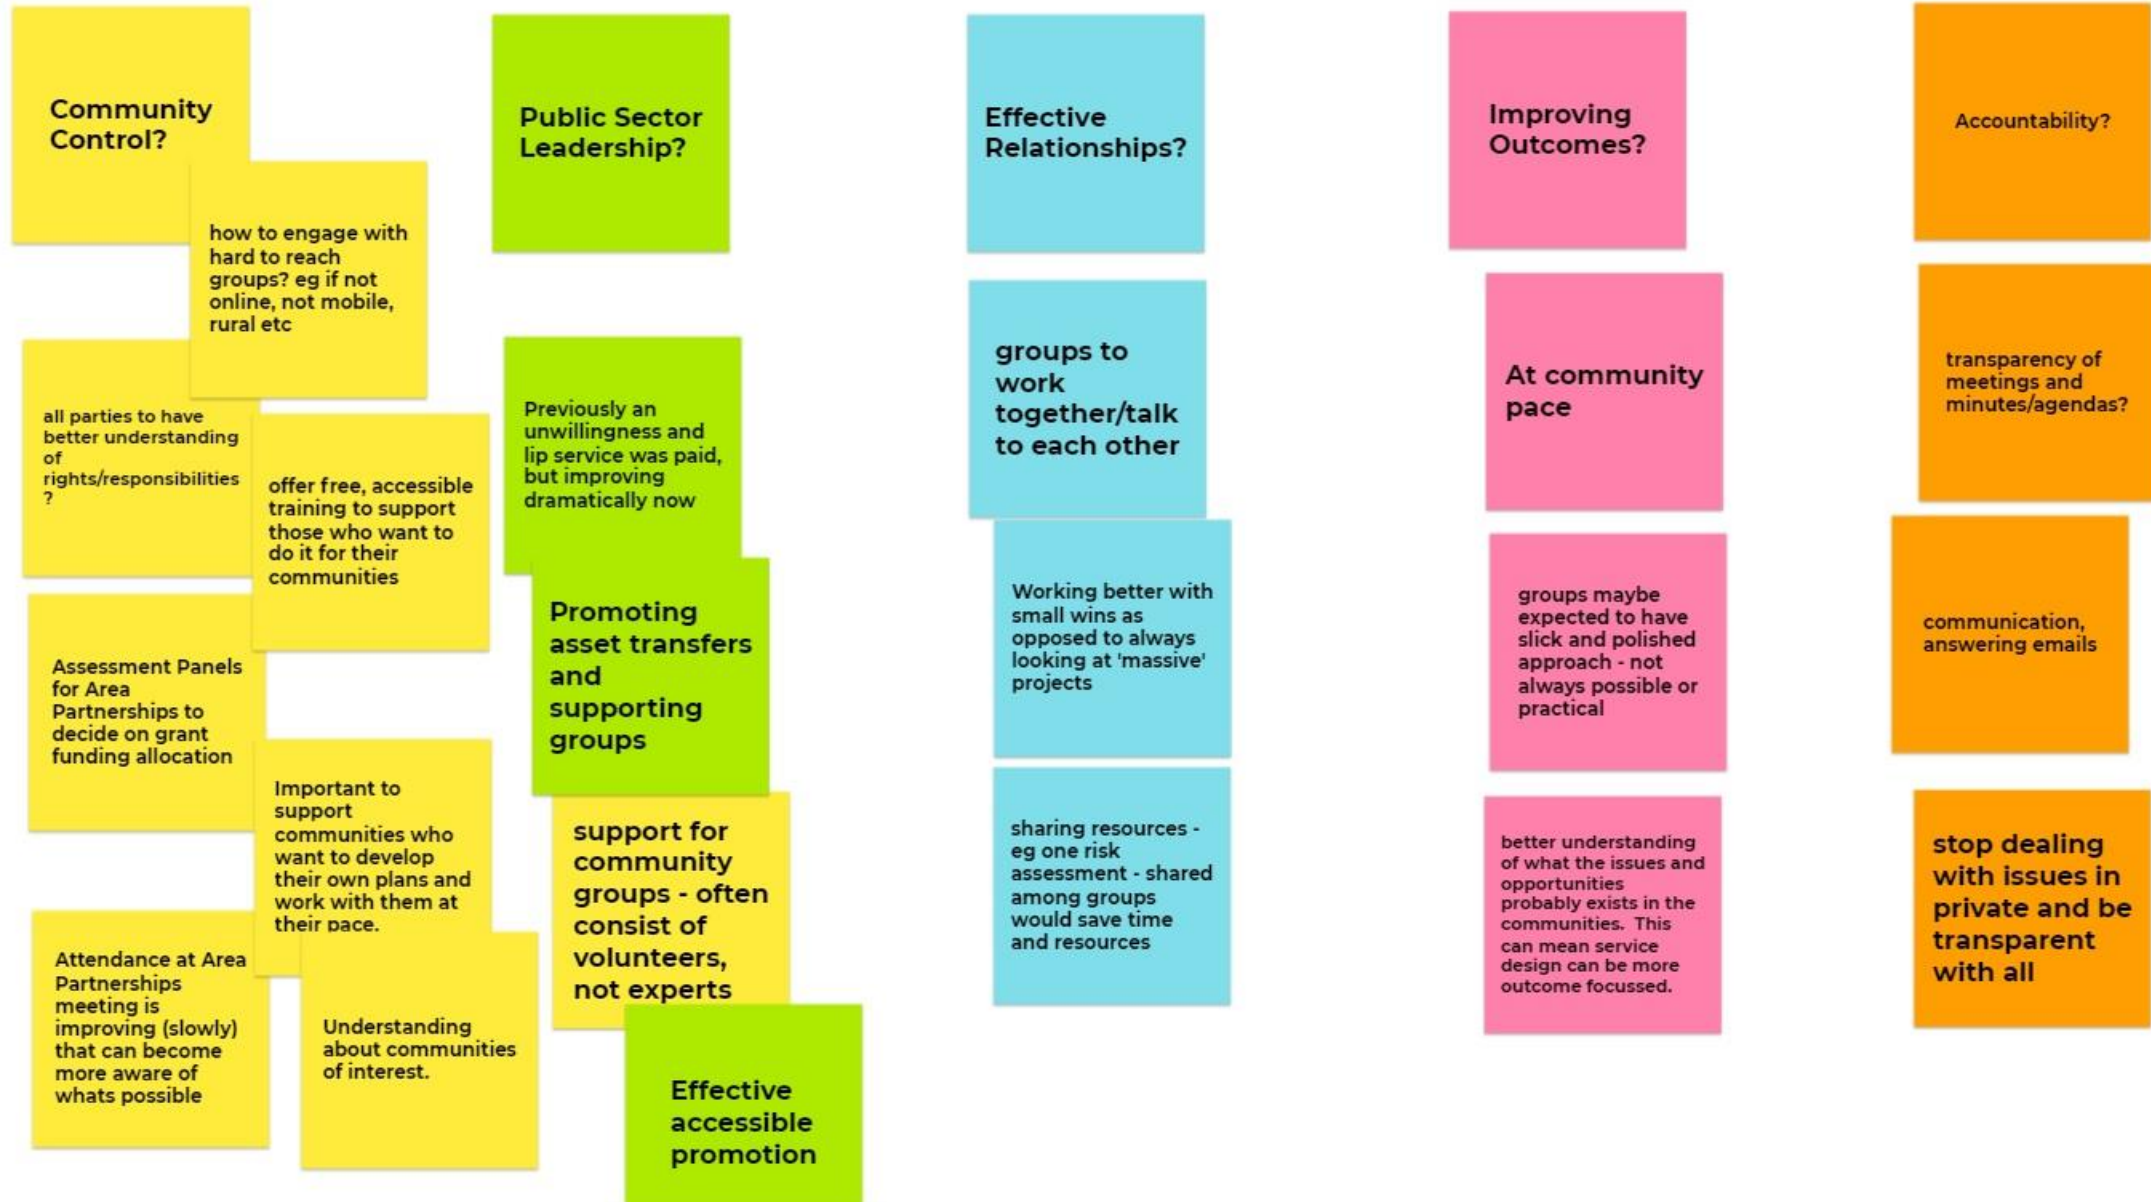 Community
Control?
how to engage with
hard to reach
groups? eg if not
online, not mobile,
rural etc
all parties to have
better understanding
of
rights/responsibilities
?
offer free, accessible
training to support
those who want to
do it for their
communities
Assessment Panels
for Area
Partnerships to
decide on grant
funding allocation
Important to
support
communities who
want to develop
their own plans and
work with them at
their pace.
Attendance at Area
Partnerships
meeting is
improving (slowly)
that can become
more aware of
whats possible
Understanding
about communities
of interest.
Public Sector
Leadership?
Previously an
unwillingness and
lip service was paid,
but improving
dramatically now
Promoting
asset transfers
and
supporting
groups
support for
community
groups - often
consist of
volunteers,
not experts
Effective
accessible
promotion
Effective
Relationships?
groups to
work
together/talk
to each other
Working better with
small wins as
opposed to always
looking at 'massive'
projects
sharing resources -
eg one risk
assessment - shared
among groups
would save time
and resources
Improving
Outcomes?
At community
pace
groups maybe
expected to have
slick and polished
approach - not
always possible or
practical
better understanding
of what the issues and
opportunities
probably exists in the
communities. This
can mean service
design can be more
outcome focussed.
Accountability?
transparency of
meetings and
minutes/agendas?
communication,
answering emails
stop dealing
with issues in
private and be
transparent
with all